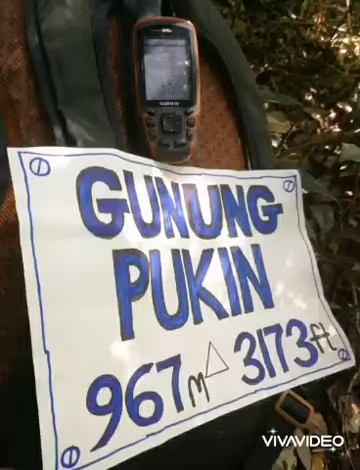 GARMIN
GUNUNG
PUKIN
967m △ 3173ft
VIVAVIDEO